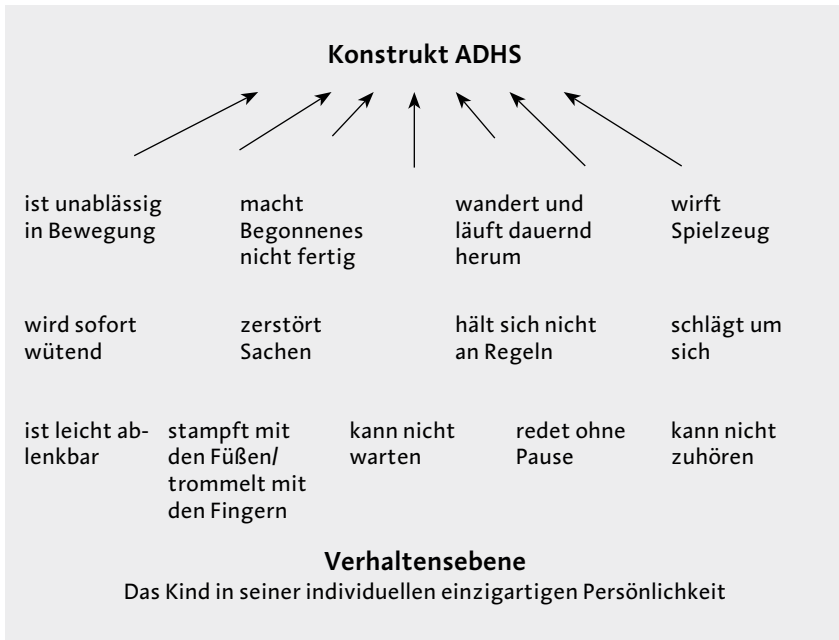 Konstrukt ADHS
ist unablässig
in Bewegung
macht
Begonnenes
nicht fertig
wandert und
läuft dauernd
herum
wirft
Spielzeug
wird sofort
wütend
zerstört
Sachen
hält sich nicht
an Regeln
schlägt um
sich
ist leicht ab-
lenkbar
stampft mit
den Füßen/
trommelt mit
den Fingern
kann nicht
warten
redet ohne
Pause
kann nicht
zuhören
Verhaltensebene
Das Kind in seiner individuellen einzigartigen Persönlichkeit